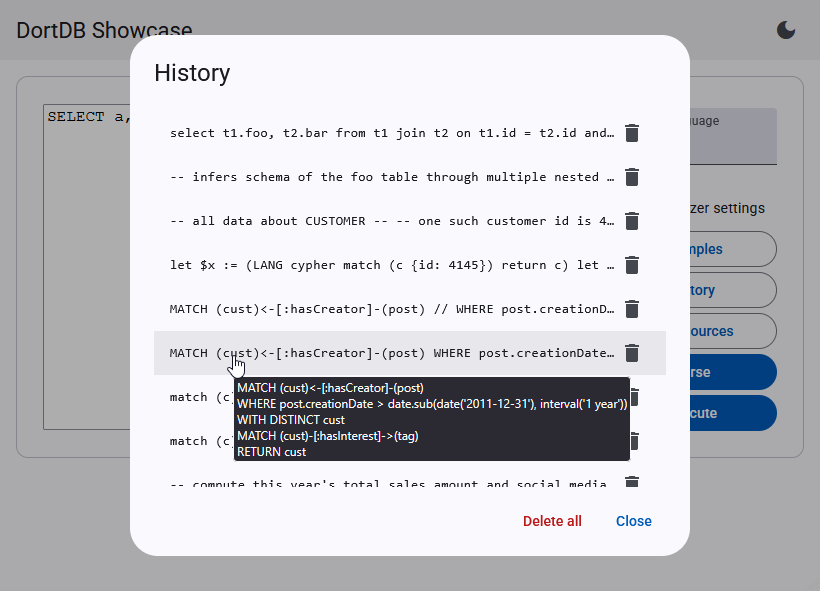 DortDB Showcase
History
SELECT a,
uage
select t1.foo, t2.bar from t1 join t2 on t1.id = t2.id and…
-- infers schema of the foo table through multiple nested …
zer settings
-- all data about CUSTOMER -- -- one such customer id is 4…
mples
let $x := (LANG cypher match (c {id: 4145}) return c) let …
tory
MATCH (cust)<-[:hasCreator]-(post) // WHERE post.creationD…
ources
MATCH (cust)<-[:hasCreator]-(post) WHERE post.creationDate…
rse
MATCH (cust)<-[:hasCreator]-(post)
WHERE post.creationDate > date.sub(date('2011-12-31'), interval('1 year'))
WITH DISTINCT cust
MATCH (cust)-[:hasInterest]->(tag)
RETURN cust
match (c
cute
match (c
-- compute this year's total sales amount and social media
Delete all
Close